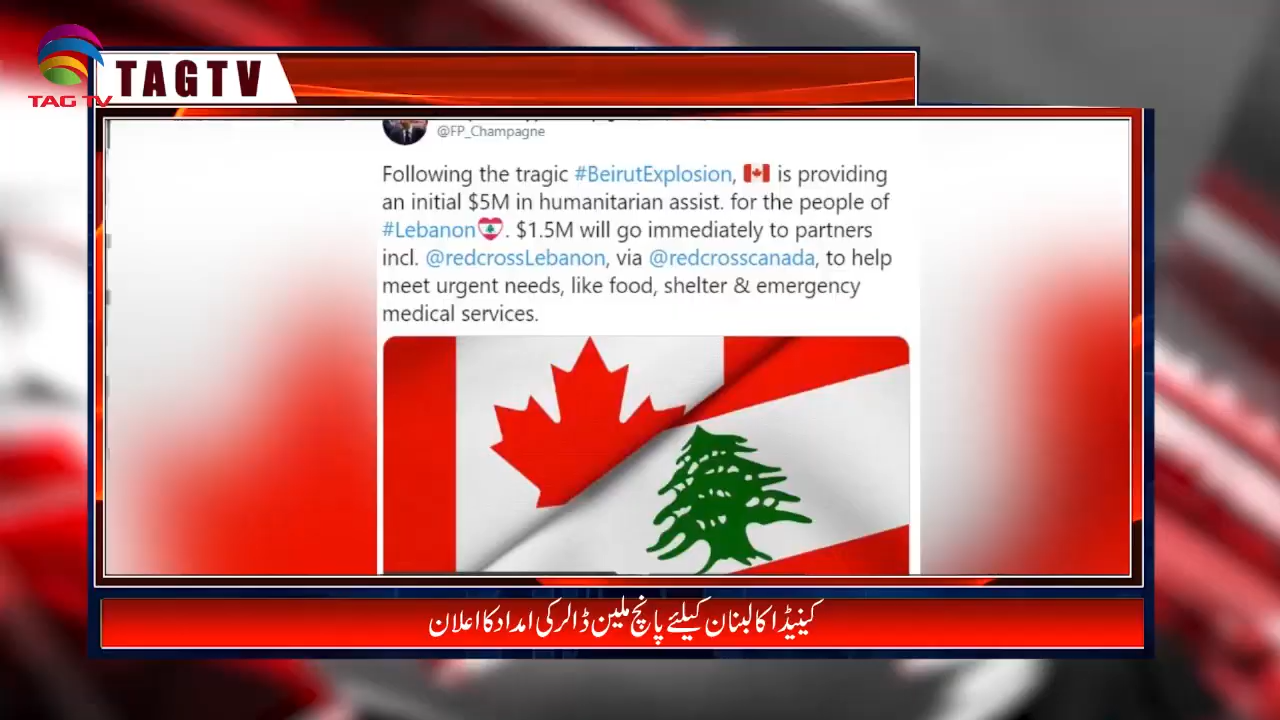 TAGTV
TAG TV
@FP_Champagne
Following the tragic #BeirutExplosion, 🇨🇦 is providing
an initial $5M in humanitarian assist. for the people of
#Lebanon. $1.5M will go immediately to partners
incl. @redcrossLebanon, via @redcrosscanada, to help
meet urgent needs, like food, shelter & emergency
medical services.
کینیڈا کا لبنان کیلئے پانچ ملین ڈالر کی امداد کا اعلان